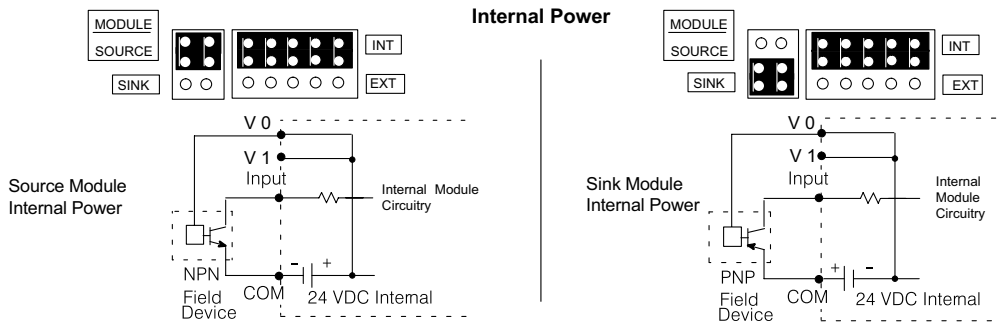 Internal Power
MODULE
SOURCE
SINK
INT
EXT
V 0
V 1
Input
Source Module
Internal Power
Internal Module
Circuitry
NPN
Field
Device
COM
- +
24 VDC Internal
MODULE
SOURCE
SINK
INT
EXT
V 0
V 1
Input
Sink Module
Internal Power
Internal
Module
Circuitry
PNP
Field
Device
COM
+ -
24 VDC Internal